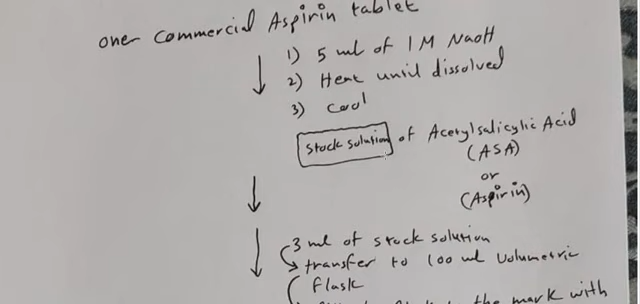 one commercial Aspirin tablet
1) 5 ml of 1 M NaOH
2) Heat until dissolved
3) Cool
Stock solution of Acetylsalicylic Acid
(ASA)
or
(Aspirin)
3 ml of stock solution
transfer to 100 ml Volumetric
flask
the mark with